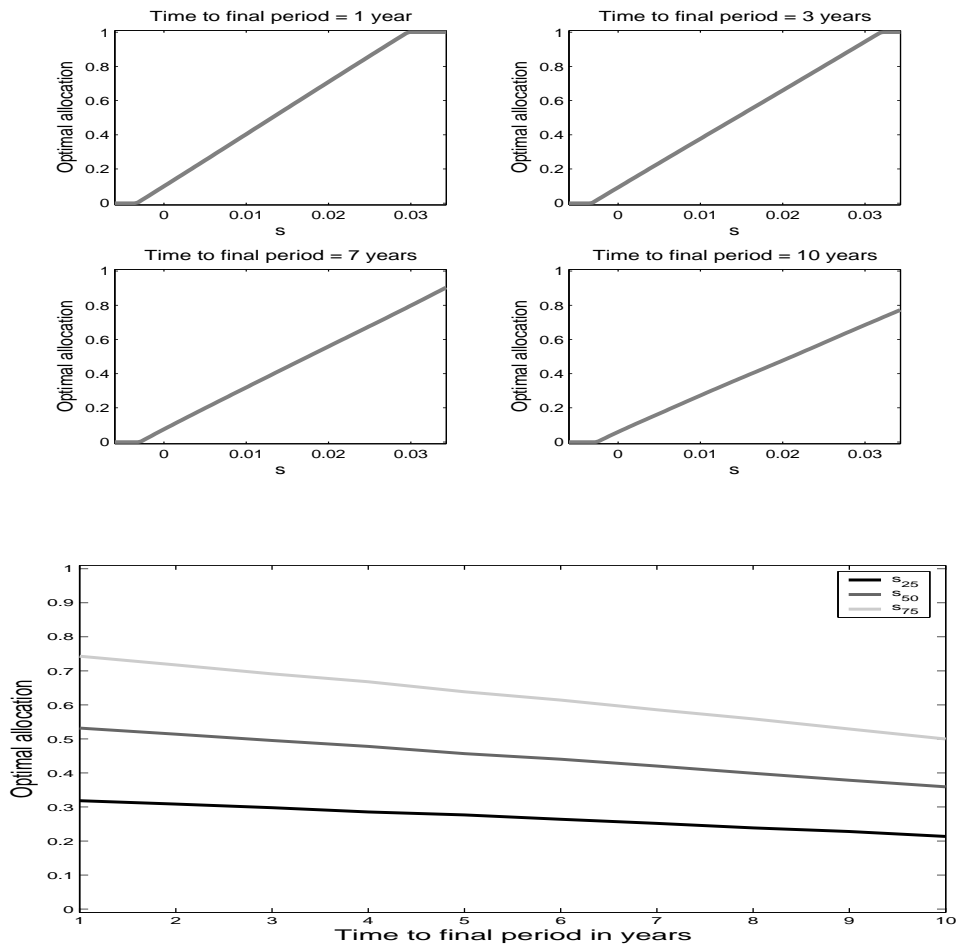 Time to final period = 1 year
1
0.8
0.6
0.4
0.2
0
Optimal allocation
0 0.01 0.02 0.03
s
Time to final period = 3 years
1
0.8
0.6
0.4
0.2
0
Optimal allocation
0 0.01 0.02 0.03
s
Time to final period = 7 years
1
0.8
0.6
0.4
0.2
0
Optimal allocation
0 0.01 0.02 0.03
s
Time to final period = 10 years
1
0.8
0.6
0.4
0.2
0
Optimal allocation
0 0.01 0.02 0.03
s
1
0.9
0.8
0.7
0.6
0.5
0.4
0.3
0.2
0.1
0
Optimal allocation
s25
s50
s75
1 2 3 4 5 6 7 8 9 10
Time to final period in years